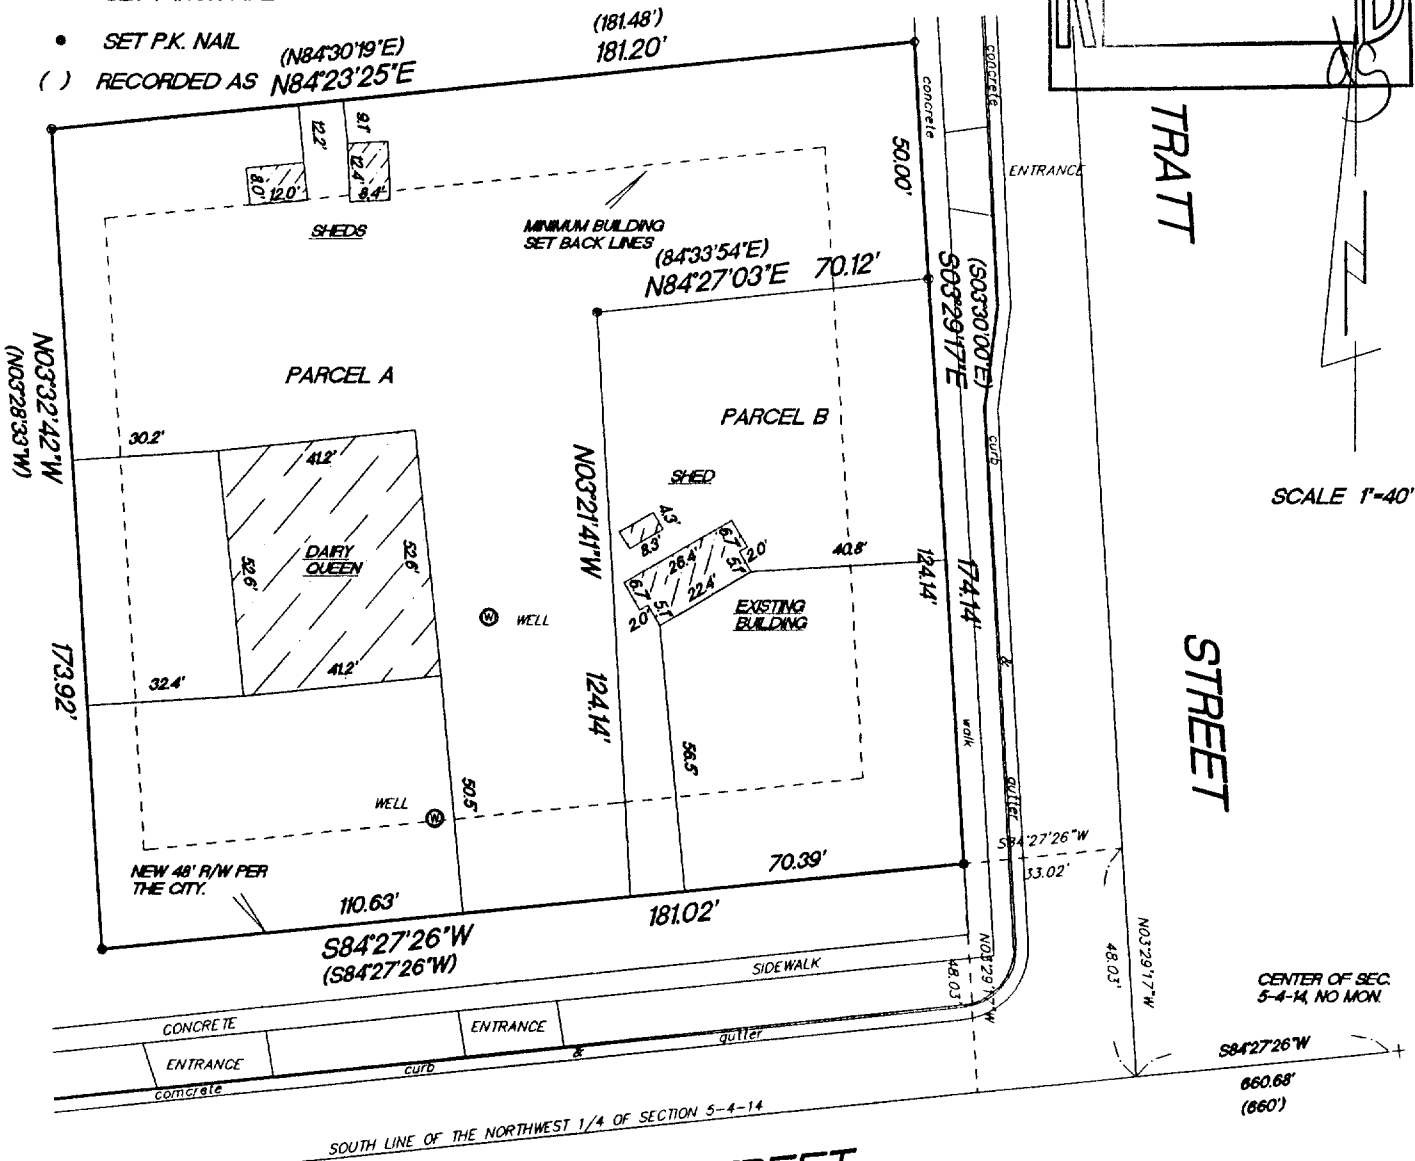 SET P.K. NAIL
( ) RECORDED AS
(N84°30'19"E)
N84°23'25"E
(181.48')
181.20'
12.2'
9.1'
8.0'
12.0'
12.4'
8.4'
SHEDS
MINIMUM BUILDING
SET BACK LINES
(84°33'54"E)
N84°27'03"E 70.12'
50.00'
concrete
concrete
ENTRANCE
TRATT
STREET
(S03°30'00"E)
S03°29'17"E
N03°32'42"W
(N03°28'33"W)
173.92'
PARCEL A
PARCEL B
30.2'
41.2'
DAIRY
QUEEN
52.6'
52.6'
41.2'
32.4'
50.5'
W WELL
WELL W
N03°21'41"W
124.14'
SHED
4.3'
8.3'
6.7'
26.4'
2.0'
5.1'
22.4'
6.7'
5.1'
2.0'
40.8'
EXISTING
BUILDING
56.5'
124.14'
174.14'
curb
&
walk
gutter
SCALE 1"=40'
NEW 48' R/W PER
THE CITY.
110.63'
70.39'
181.02'
S84°27'26"W
(S84°27'26"W)
S84°27'26"W
33.02'
N03°29'17"W
48.03'
N03°29'17"W
48.03'
SIDEWALK
CONCRETE
ENTRANCE
ENTRANCE
comcrete
curb
&
gutter
CENTER OF SEC.
5-4-14, NO MON.
S84°27'26"W
660.68'
(660')
SOUTH LINE OF THE NORTHWEST 1/4 OF SECTION 5-4-14